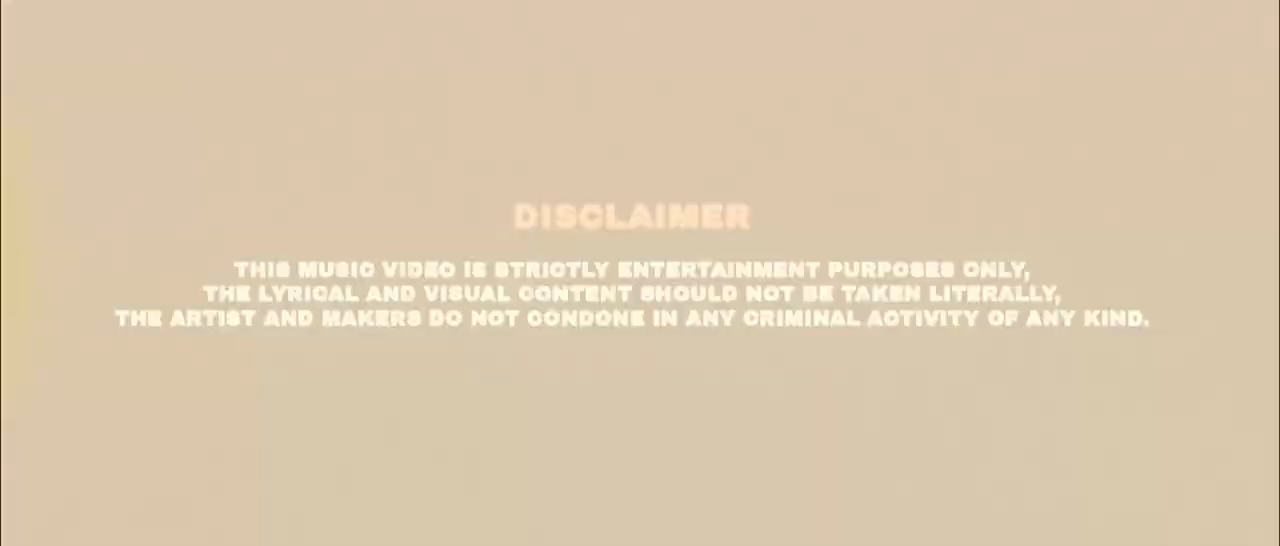 DISCLAIMER
THIS MUSIC VIDEO IS STRICTLY ENTERTAINMENT PURPOSES ONLY,
THE LYRICAL AND VISUAL CONTENT SHOULD NOT BE TAKEN LITERALLY,
THE ARTIST AND MAKERS DO NOT CONDONE IN ANY CRIMINAL ACTIVITY OF ANY KIND.